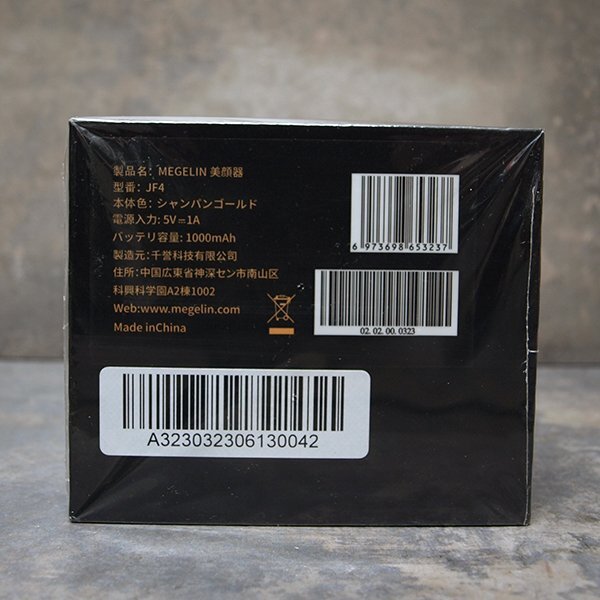 製品名: MEGELIN 美顔器
型番: JF4
本体色: シャンパンゴールド
電源入力: 5V⎓1A
バッテリ容量: 1000mAh
製造元: 千誉科技有限公司
住所: 中国広東省神深セン市南山区
科興科学園A2棟1002
Web:www.megelin.com
Made inChina
6 973698 653237
02. 02. 00. 0323
A323032306130042